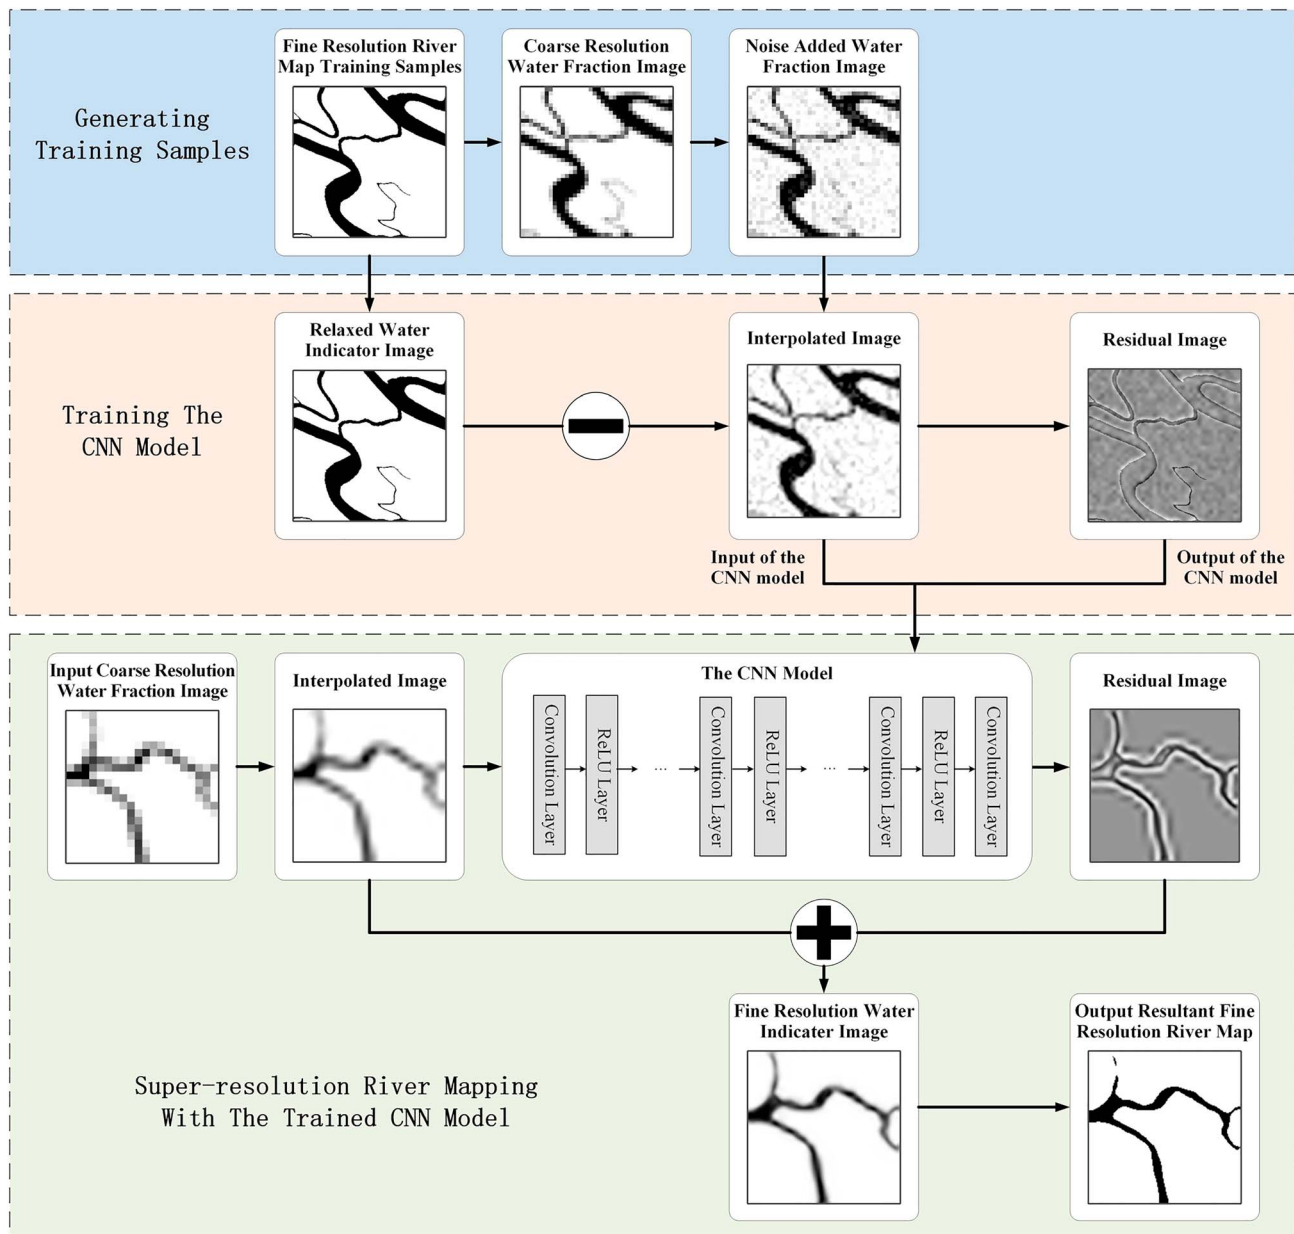 Generating
Training Samples
Fine Resolution River
Map Training Samples
Coarse Resolution
Water Fraction Image
Noise Added Water
Fraction Image
Training The
CNN Model
Relaxed Water
Indicator Image
Interpolated Image
Residual Image
Input of the
CNN model
Output of the
CNN model
Input Coarse Resolution
Water Fraction Image
Interpolated Image
The CNN Model
Convolution Layer
ReLU Layer
...
Convolution Layer
ReLU Layer
...
Convolution Layer
ReLU Layer
Convolution Layer
Residual Image
Super-resolution River Mapping
With The Trained CNN Model
Fine Resolution Water
Indicater Image
Output Resultant Fine
Resolution River Map